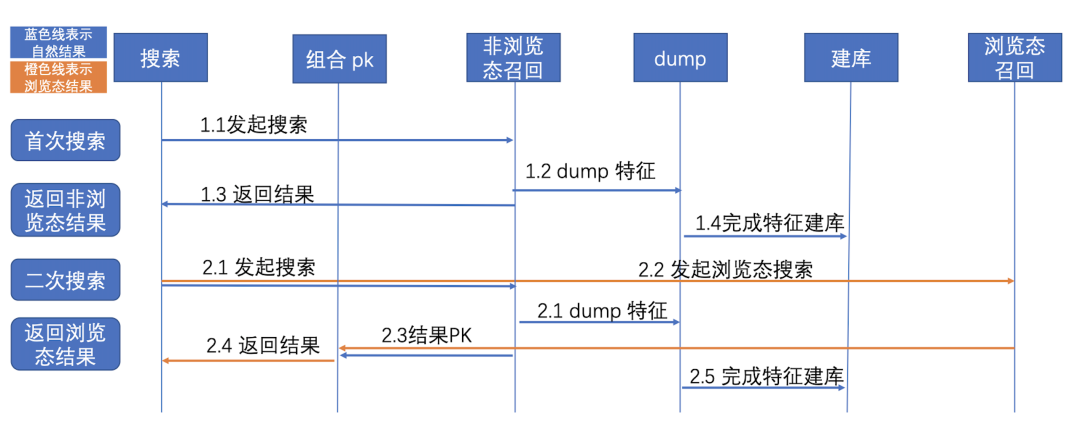 蓝色线表示
自然结果
橙色线表示
浏览态结果
搜索
组合 pk
非浏览
态召回
dump
建库
浏览态
召回
首次搜索
1.1发起搜索
1.2 dump 特征
返回非浏
览态结果
1.3 返回结果
1.4完成特征建库
二次搜索
2.1 发起搜索
2.2 发起浏览态搜索
2.1 dump 特征
返回浏览
态结果
2.3结果PK
2.4 返回结果
2.5 完成特征建库